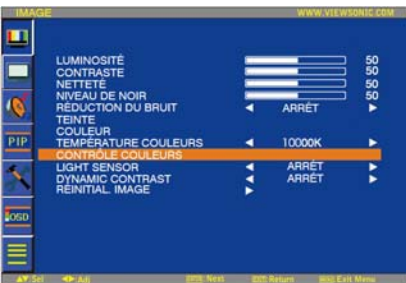 IMAGE WWW.VIEWSONIC.COM
LUMINOSITÉ 50
CONTRASTE 50
NETTETÉ 50
NIVEAU DE NOIR 50
RÉDUCTION DU BRUIT ARRÊT
TEINTE
COULEUR
TEMPÉRATURE COULEURS 10000K
CONTRÔLE COULEURS
LIGHT SENSOR ARRÊT
DYNAMIC CONTRAST ARRÊT
RÉINITIAL. IMAGE
PIP
OSD
Sel Adj Next EXIT Return Exit Menu